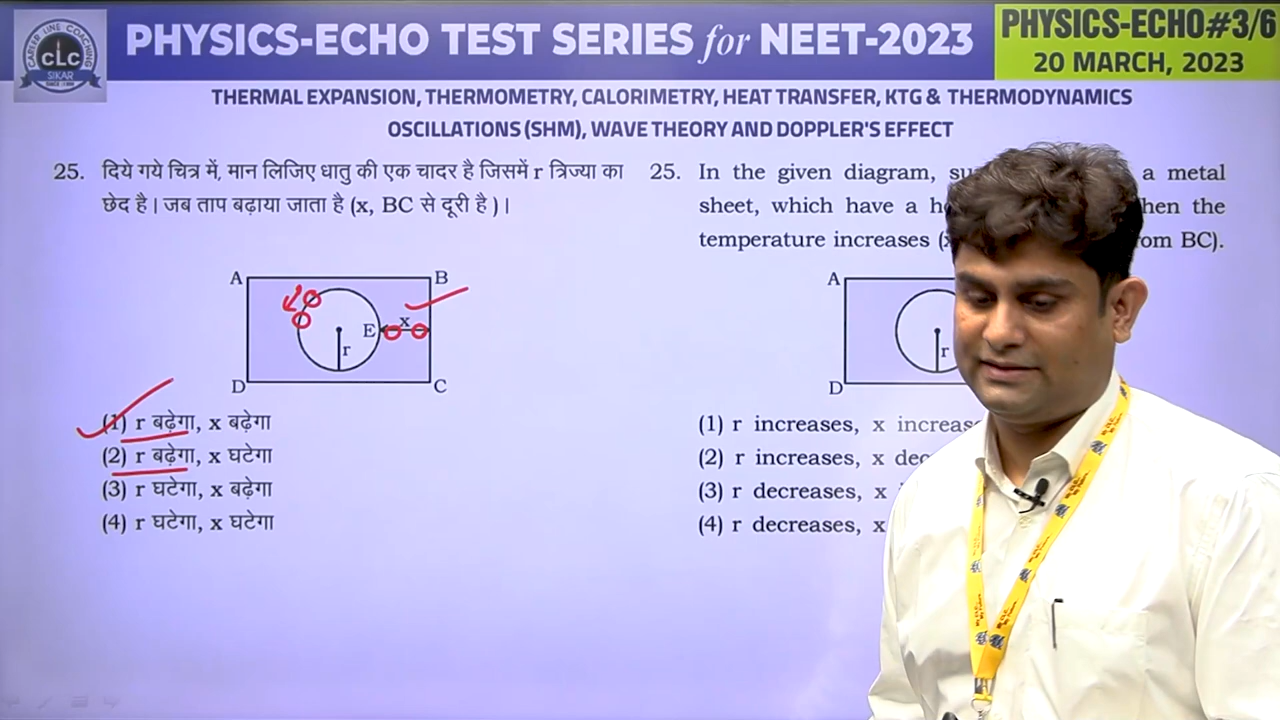 CAREER LINE COACHING
CLC
SIKAR
PHYSICS-ECHO TEST SERIES for NEET-2023
PHYSICS-ECHO#3/6
20 MARCH, 2023
THERMAL EXPANSION, THERMOMETRY, CALORIMETRY, HEAT TRANSFER, KTG & THERMODYNAMICS
OSCILLATIONS (SHM), WAVE THEORY AND DOPPLER'S EFFECT
25. दिये गये चित्र में, मान लिजिए धातु की एक चादर है जिसमें r त्रिज्या का
छेद है। जब ताप बढ़ाया जाता है (x, BC से दूरी है )।
A B
E x
r
D C
(1) r बढ़ेगा, x बढ़ेगा
(2) r बढ़ेगा, x घटेगा
(3) r घटेगा, x बढ़ेगा
(4) r घटेगा, x घटेगा
25. In the given diagram, a metal
sheet, which have a the
temperature increases BC).
A
r
D
(1) r increases, x
(2) r increases, x
(3) r decreases, x
(4) r decreases, x